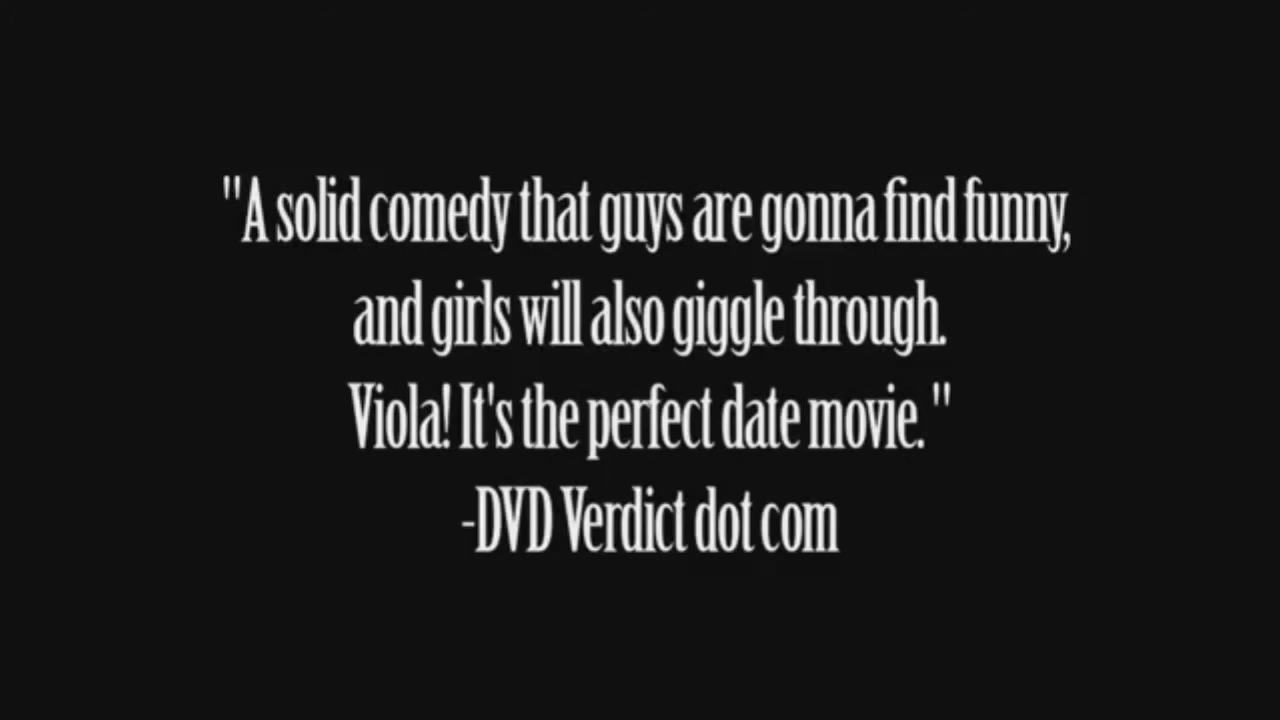 "A solid comedy that guys are gonna find funny,
and girls will also giggle through.
Viola! It's the perfect date movie. "
-DVD Verdict dot com